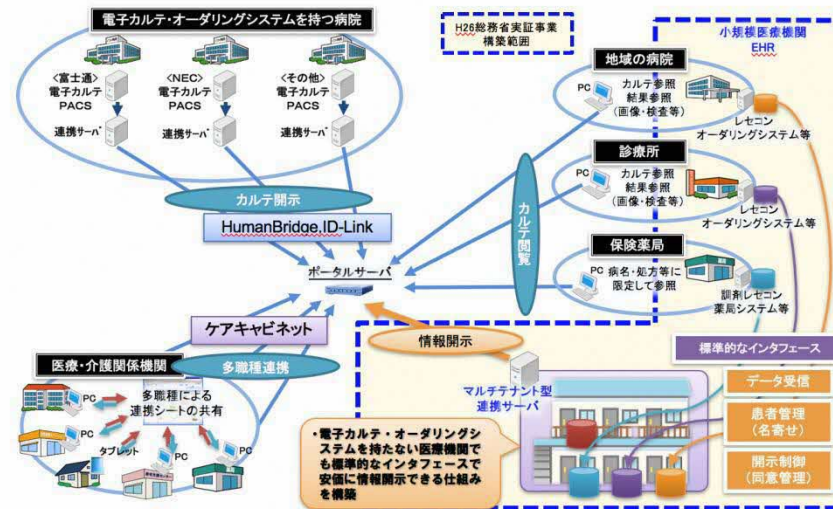 電子カルテ・オーダリングシステムを持つ病院
<富士通>
電子カルテ
PACS
連携サーバ
<NEC>
電子カルテ
PACS
連携サーバ
<その他>
電子カルテ
PACS
連携サーバ
カルテ開示
HumanBridge,ID-Link
ポータルサーバ
ケアキャビネット
多職種連携
医療・介護関係機関
PC
PC
タブレット
PC
PC
多職種による
連携シートの共有
H26総務省実証事業
構築範囲
小規模医療機関
EHR
地域の病院
PC
カルテ参照
結果参照
(画像・検査等)
レセコン
オーダリングシステム等
診療所
PC
カルテ参照
結果参照
(画像・検査等)
レセコン
オーダリングシステム等
カルテ閲覧
保険薬局
PC
病名・処方等に
限定して参照
調剤レセコン
薬局システム等
情報開示
マルチテナント型
連携サーバ
標準的なインタフェース
データ受信
患者管理
(名寄せ)
開示制御
(同意管理)
・電子カルテ・オーダリングシ
ステムを持たない医療機関で
も標準的なインタフェースで
安価に情報開示できる仕組み
を構築